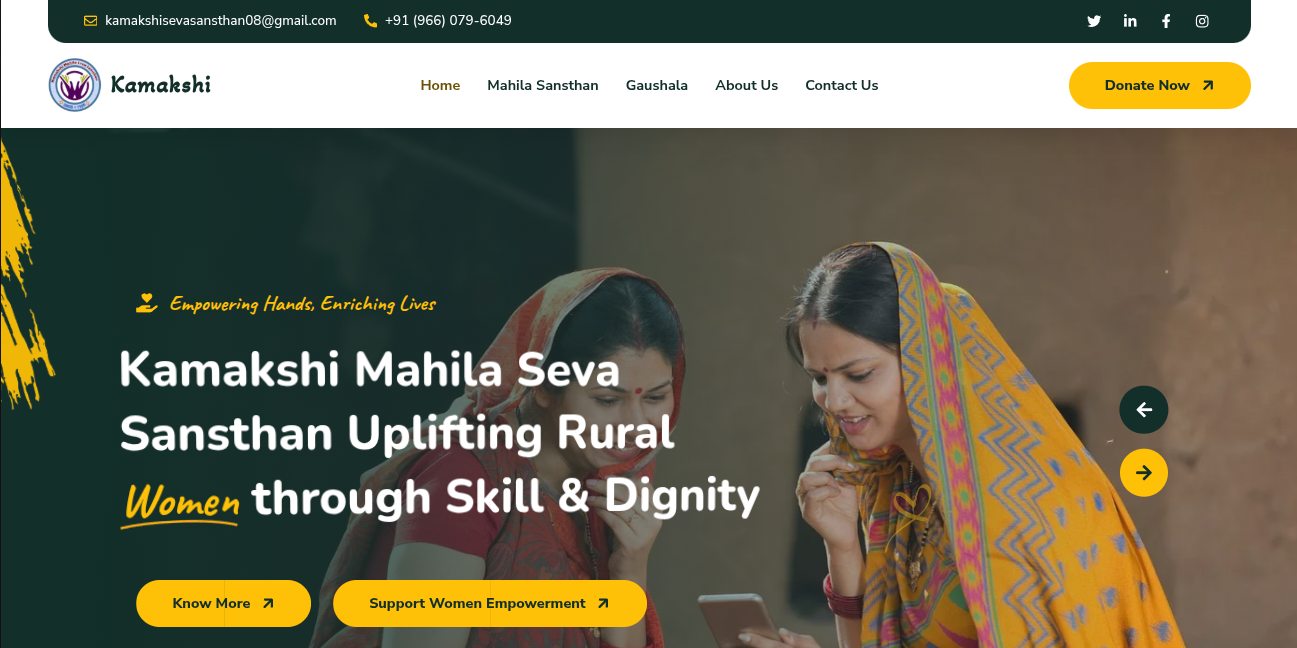 kamakshisevasansthan08@gmail.com +91 (966) 079-6049
Kamakshi
Home Mahila Sansthan Gaushala About Us Contact Us
Donate Now
Empowering Hands, Enriching Lives
Kamakshi Mahila Seva
Sansthan Uplifting Rural
Women through Skill & Dignity
Know More Support Women Empowerment